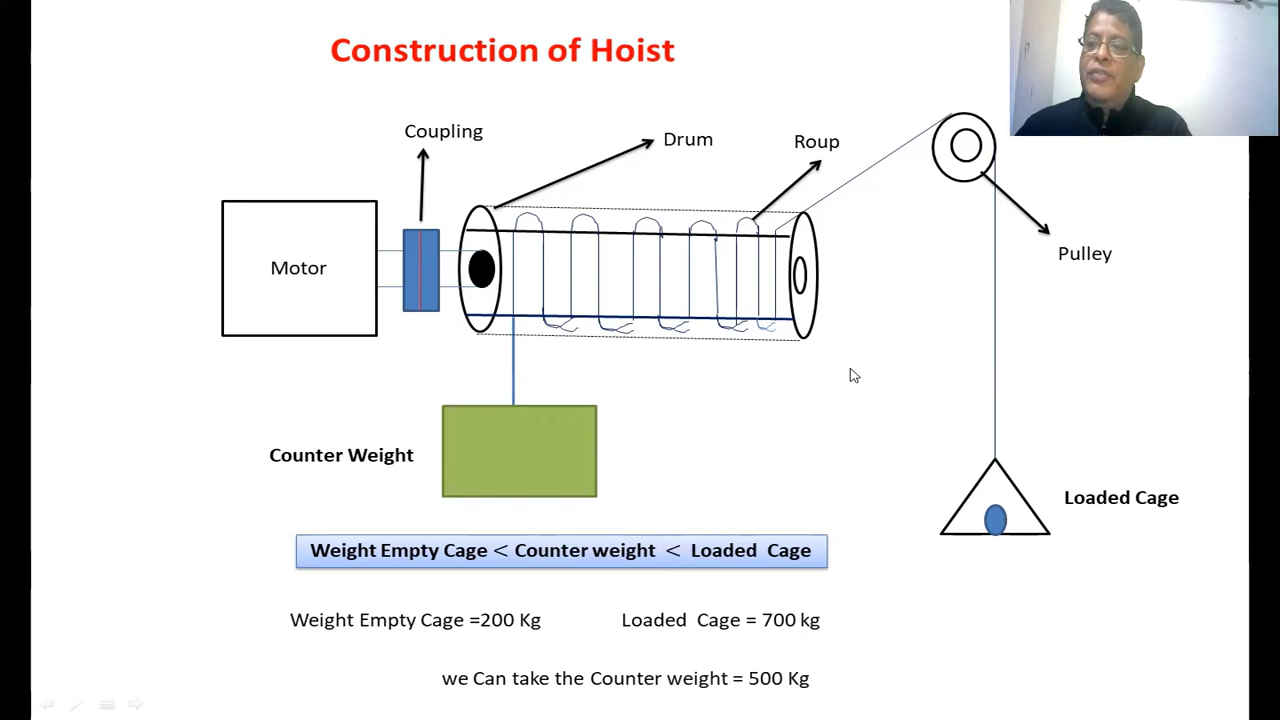 Construction of Hoist
Coupling
Drum
Roup
Motor
Pulley
Counter Weight
Loaded Cage
Weight Empty Cage < Counter weight < Loaded Cage
Weight Empty Cage =200 Kg
Loaded Cage = 700 kg
we Can take the Counter weight = 500 Kg